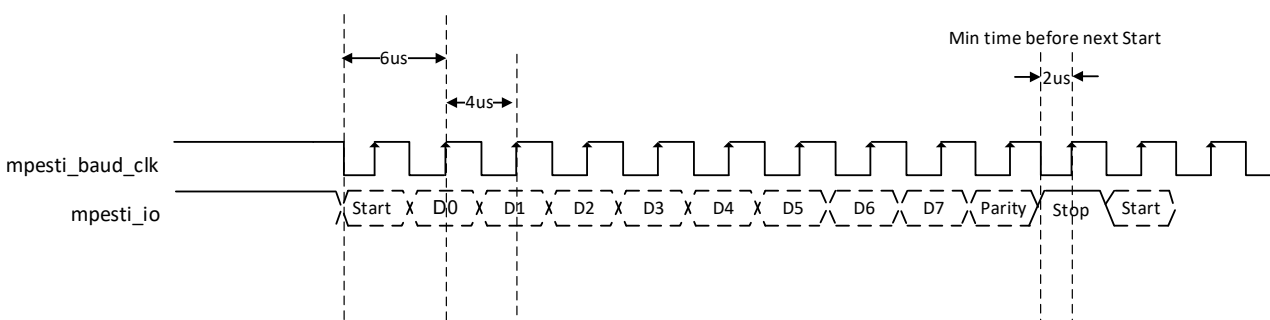 Min time before next Start
6us
2us
4us
mpesti_baud_clk
mpesti_io Start D0 D1 D2 D3 D4 D5 D6 D7 Parity Stop Start